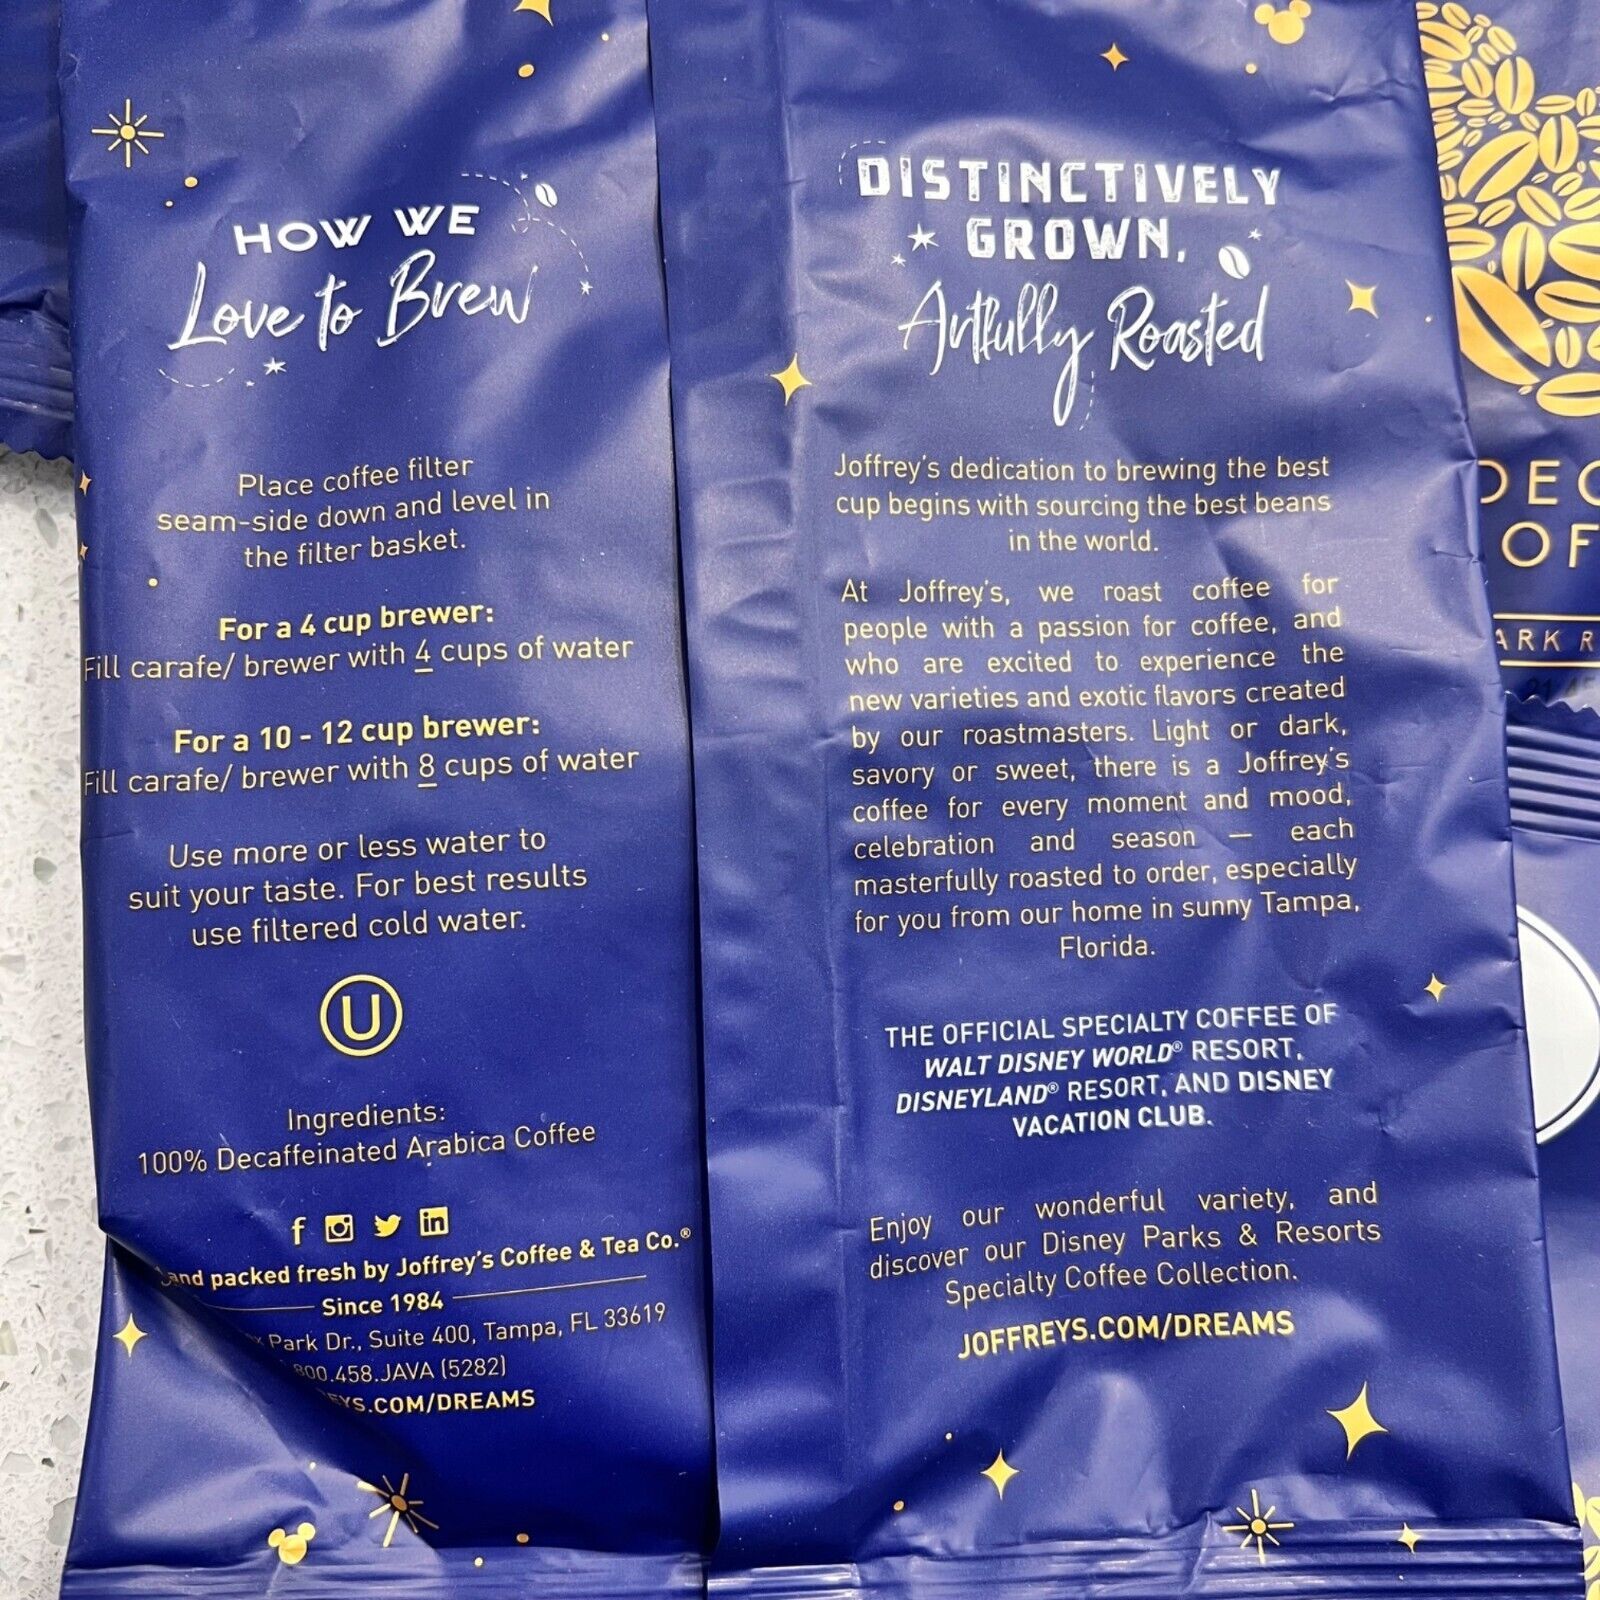 HOW WE
Love to Brew
Place coffee filter
seam-side down and level in
the filter basket.
For a 4 cup brewer:
Fill carafe/ brewer with 4 cups of water
For a 10 - 12 cup brewer:
Fill carafe/ brewer with 8 cups of water
Use more or less water to
suit your taste. For best results
use filtered cold water.
U
Ingredients:
100% Decaffeinated Arabica Coffee
packed fresh by Joffrey's Coffee & Tea Co.®
Since 1984
Park Dr., Suite 400, Tampa, FL 33619
800.458.JAVA (5282)
EYS.COM/DREAMS
DISTINCTIVELY
GROWN,
Artfully Roasted
Joffrey's dedication to brewing the best
cup begins with sourcing the best beans
in the world.
At Joffrey's, we roast coffee for
people with a passion for coffee, and
who are excited to experience the
new varieties and exotic flavors created
by our roastmasters. Light or dark,
savory or sweet, there is a Joffrey's
coffee for every moment and mood,
celebration and season — each
masterfully roasted to order, especially
for you from our home in sunny Tampa,
Florida.
THE OFFICIAL SPECIALTY COFFEE OF
WALT DISNEY WORLD® RESORT,
DISNEYLAND® RESORT, AND DISNEY
VACATION CLUB.
Enjoy our wonderful variety, and
discover our Disney Parks & Resorts
Specialty Coffee Collection.
JOFFREYS.COM/DREAMS
DEC
OF
ARK R